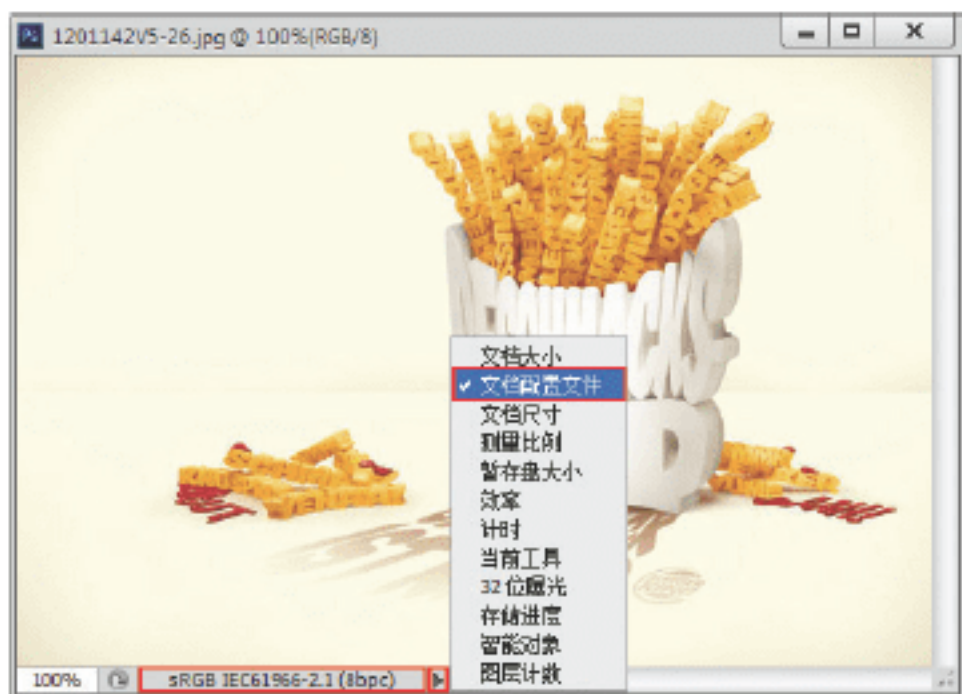 1201142V5-26.jpg @ 100%(RGB/8)
文档大小
文档配置文件
文档尺寸
测量比例
暂存盘大小
效率
计时
当前工具
32 位曝光
存储进度
智能对象
图层计数
100%
sRGB IEC61966-2.1 (8bpc)